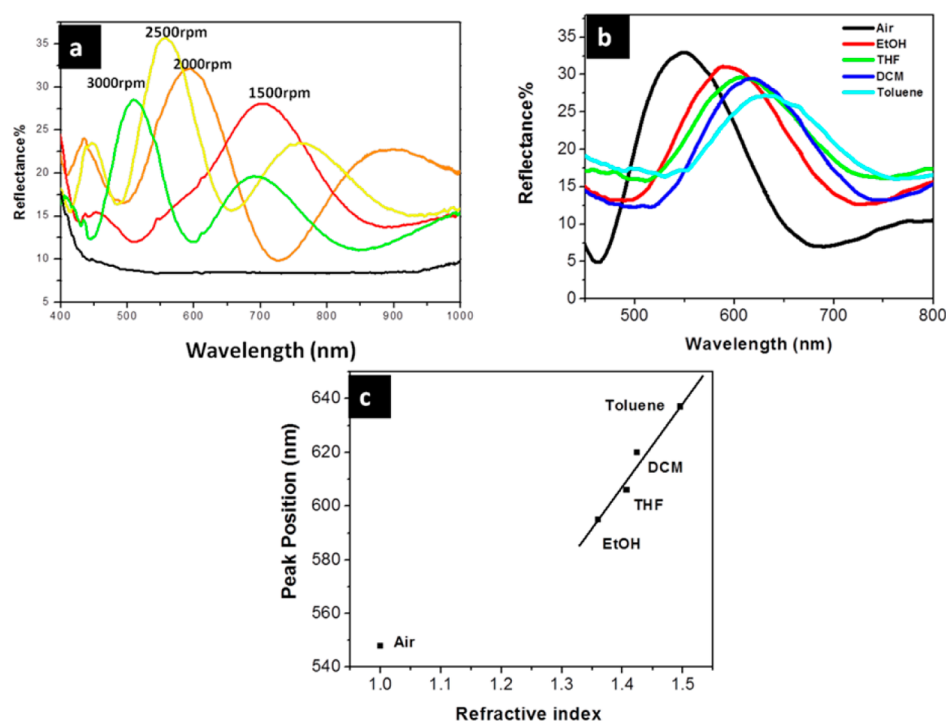 a
2500rpm
2000rpm
3000rpm
1500rpm
Reflectance%
35
30
25
20
15
10
5
400 500 600 700 800 900 1000
Wavelength (nm)
b
Air
EtOH
THF
DCM
Toluene
Reflectance%
35
30
25
20
15
10
5
0
500 600 700 800
Wavelength (nm)
c
Toluene
DCM
THF
EtOH
Air
Peak Position (nm)
640
620
600
580
560
540
1.0 1.1 1.2 1.3 1.4 1.5
Refractive index